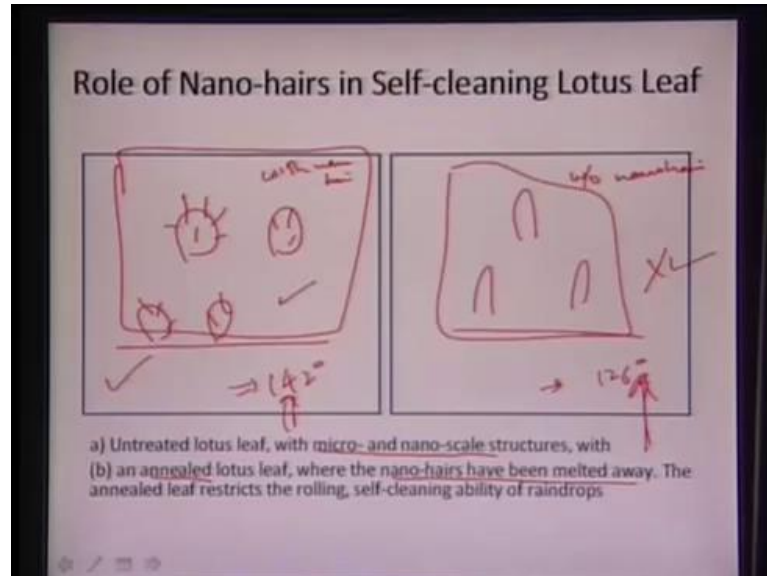 Role of Nano-hairs in Self-cleaning Lotus Leaf
with
w/o nanohair
142°
126°
a) Untreated lotus leaf, with micro- and nano-scale structures, with
(b) an annealed lotus leaf, where the nano-hairs have been melted away. The
annealed leaf restricts the rolling, self-cleaning ability of raindrops